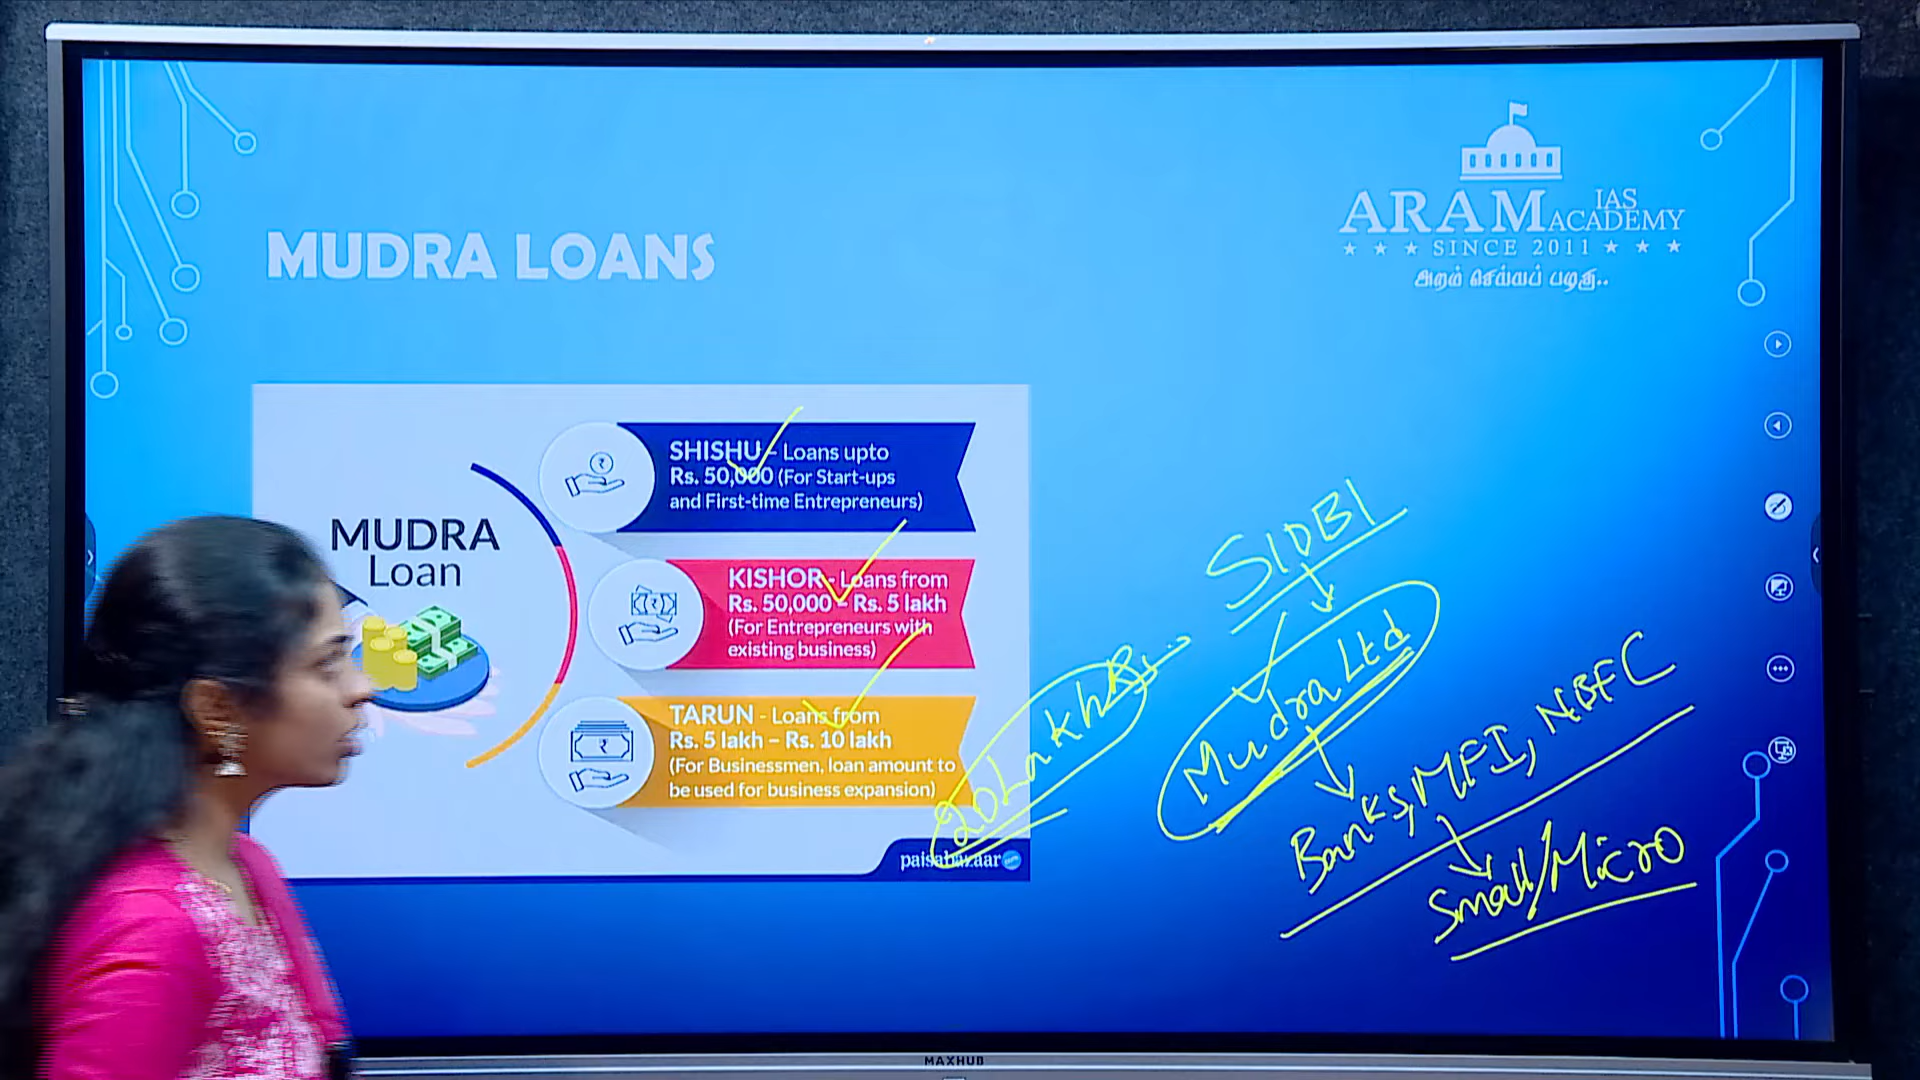 ARAM IAS ACADEMY
★ ★ ★ SINCE 2011 ★ ★ ★
அறம் செய்யப் பழகு..
MUDRA LOANS
MUDRA
Loan
SHISHU - Loans upto
Rs. 50,000 (For Start-ups
and First-time Entrepreneurs)
KISHOR - Loans from
Rs. 50,000 - Rs. 5 lakh
(For Entrepreneurs with
existing business)
TARUN - Loans from
Rs. 5 lakh – Rs. 10 lakh
(For Businessmen, loan amount to
be used for business expansion)
paisabazaar.com
20 Lakh Rs..
SIDBI
Mudra Ltd
Banks, MFI, NBFC
Small/Micro
MAXHUB